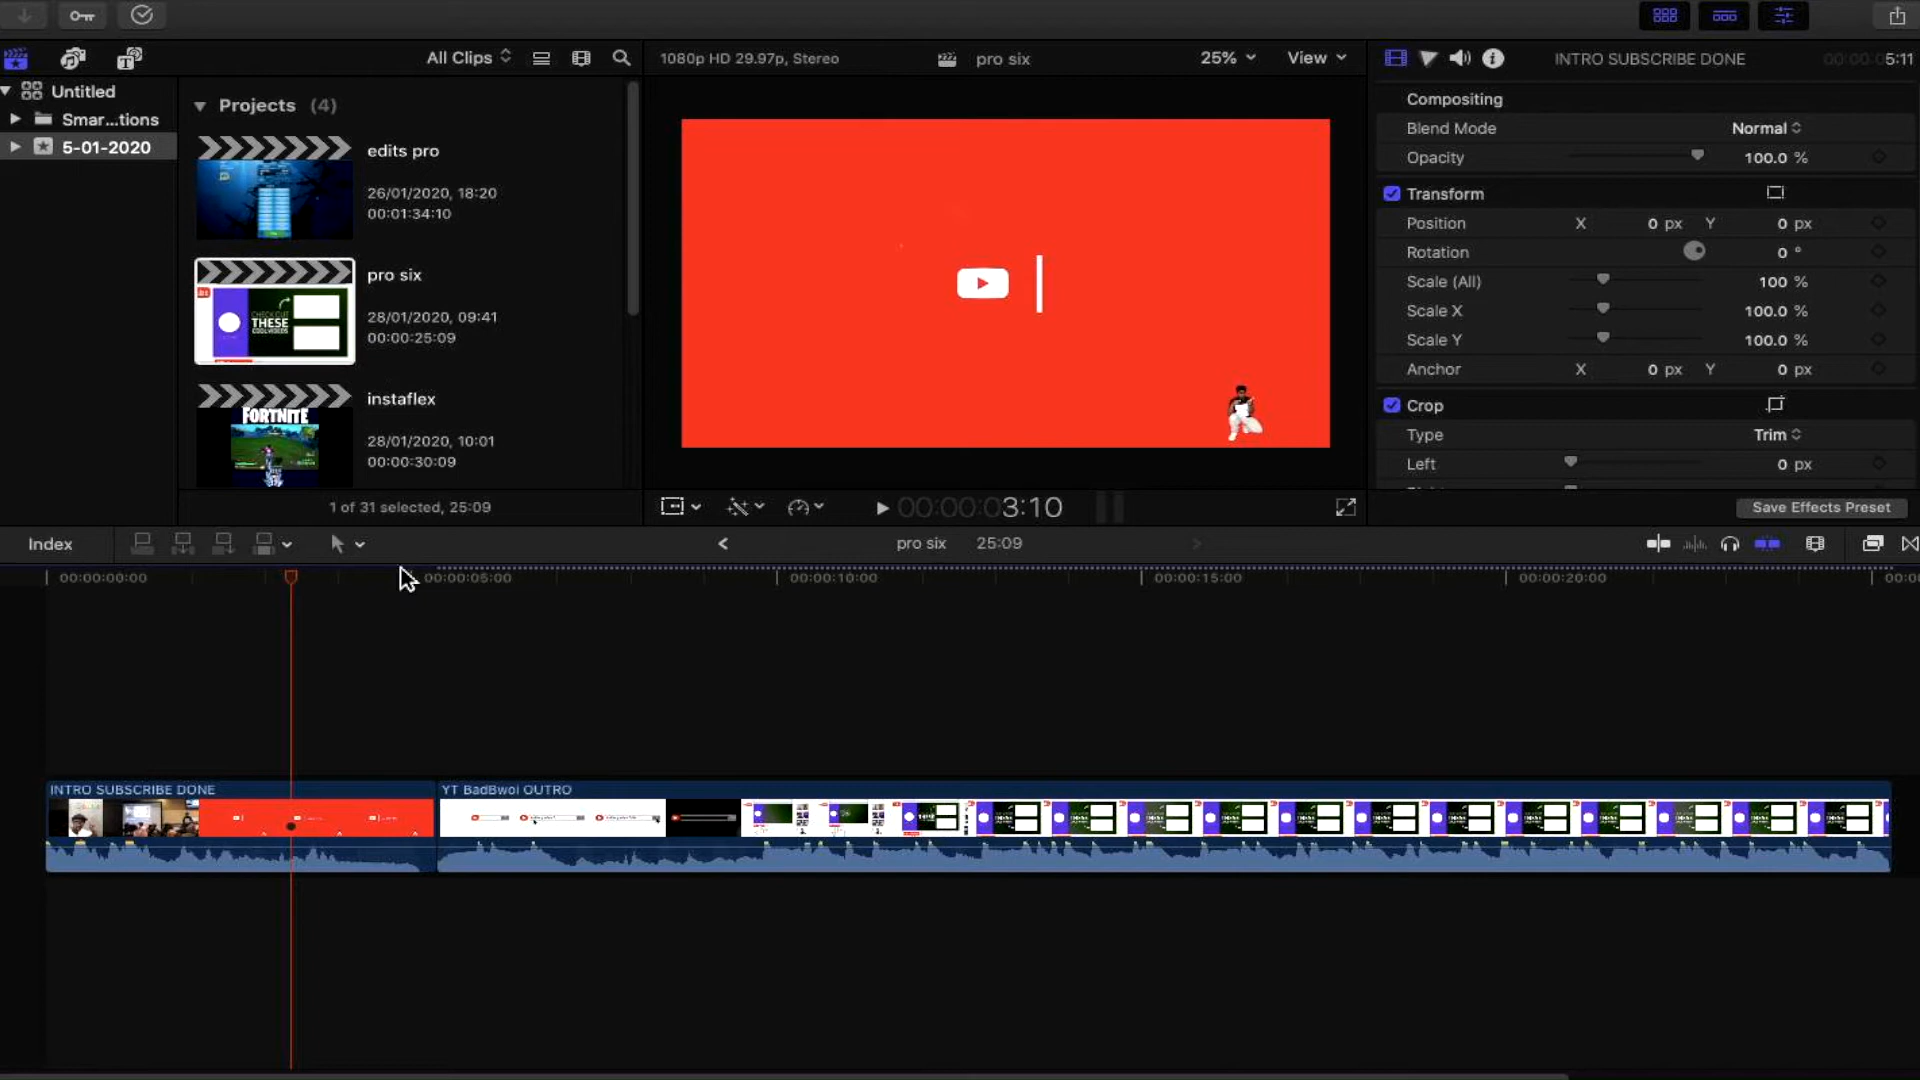 All Clips
1080p HD 29.97p, Stereo
pro six
25%
View
INTRO SUBSCRIBE DONE
00:00:05:11
Untitled
Smar...tions
5-01-2020
Projects (4)
edits pro
26/01/2020, 18:20
00:01:34:10
pro six
28/01/2020, 09:41
00:00:25:09
CHECK OUT
THESE
COOL VIDEOS
instaflex
28/01/2020, 10:01
00:00:30:09
FORTNITE
1 of 31 selected, 25:09
00:00:03:10
Compositing
Blend Mode Normal
Opacity 100.0 %
Transform
Position X 0 px Y 0 px
Rotation 0 °
Scale (All) 100 %
Scale X 100.0 %
Scale Y 100.0 %
Anchor X 0 px Y 0 px
Crop
Type Trim
Left 0 px
Save Effects Preset
Index
pro six 25:09
00:00:00:00
00:00:05:00
00:00:10:00
00:00:15:00
00:00:20:00
INTRO SUBSCRIBE DONE
YT BadBwoi OUTRO